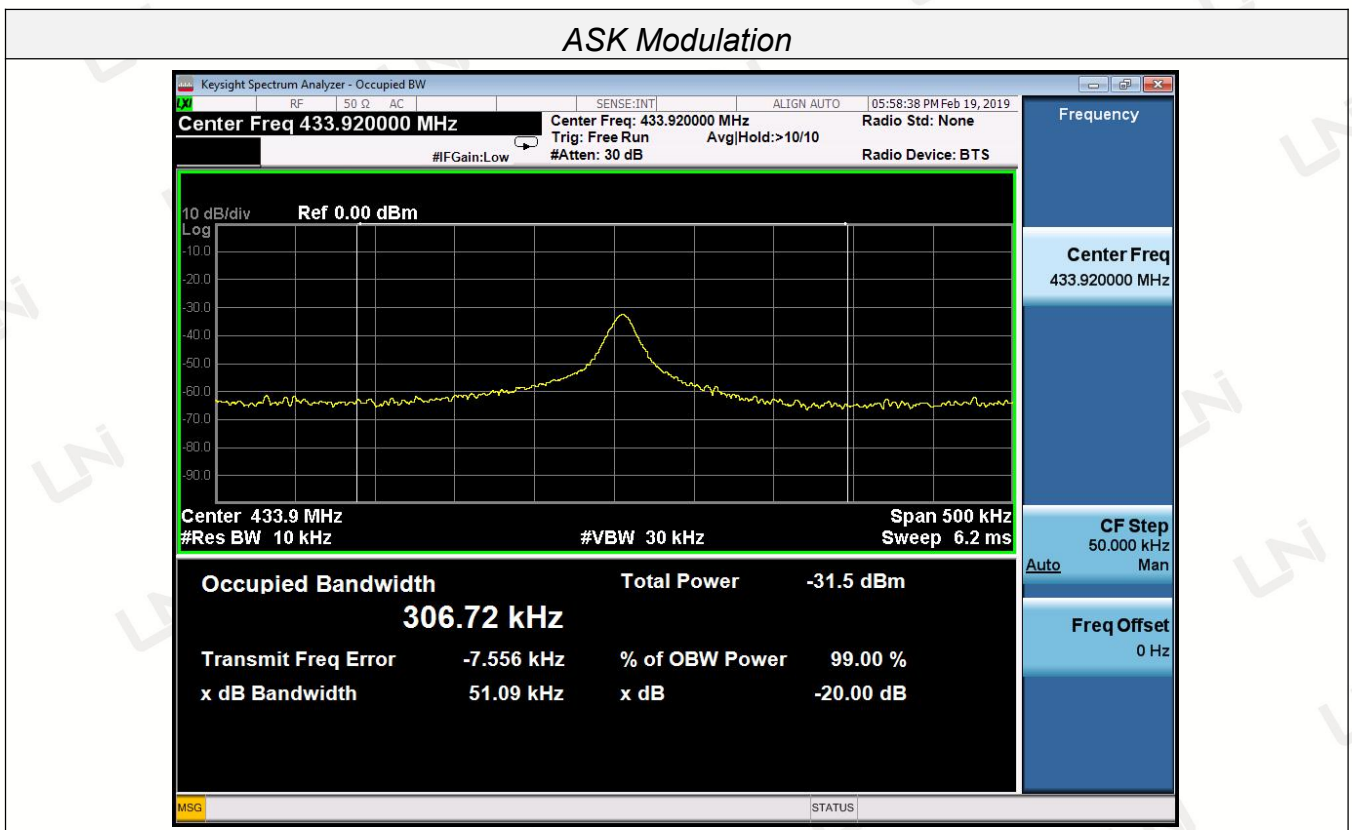 ASK Modulation
Keysight Spectrum Analyzer - Occupied BW
LXI RF 50 Ω AC SENSE:INT ALIGN AUTO 05:58:38 PM Feb 19, 2019
Center Freq 433.920000 MHz
Center Freq: 433.920000 MHz Radio Std: None
Trig: Free Run Avg|Hold:>10/10
#IFGain:Low #Atten: 30 dB Radio Device: BTS
10 dB/div Ref 0.00 dBm
Log
-10.0
-20.0
-30.0
-40.0
-50.0
-60.0
-70.0
-80.0
-90.0
Center 433.9 MHz Span 500 kHz
#Res BW 10 kHz #VBW 30 kHz Sweep 6.2 ms
Occupied Bandwidth Total Power -31.5 dBm
306.72 kHz
Transmit Freq Error -7.556 kHz % of OBW Power 99.00 %
x dB Bandwidth 51.09 kHz x dB -20.00 dB
MSG STATUS
Frequency
Center Freq
433.920000 MHz
CF Step
50.000 kHz
Auto Man
Freq Offset
0 Hz
LNi
LNi
LNi
LNi
LNi
LNi